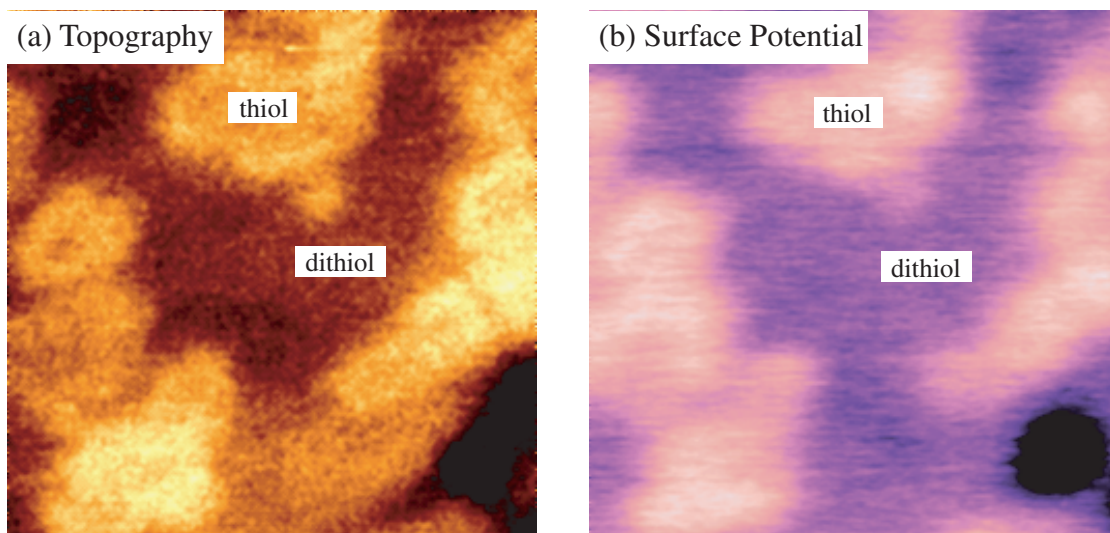 (a) Topography
thiol
dithiol
(b) Surface Potential
thiol
dithiol